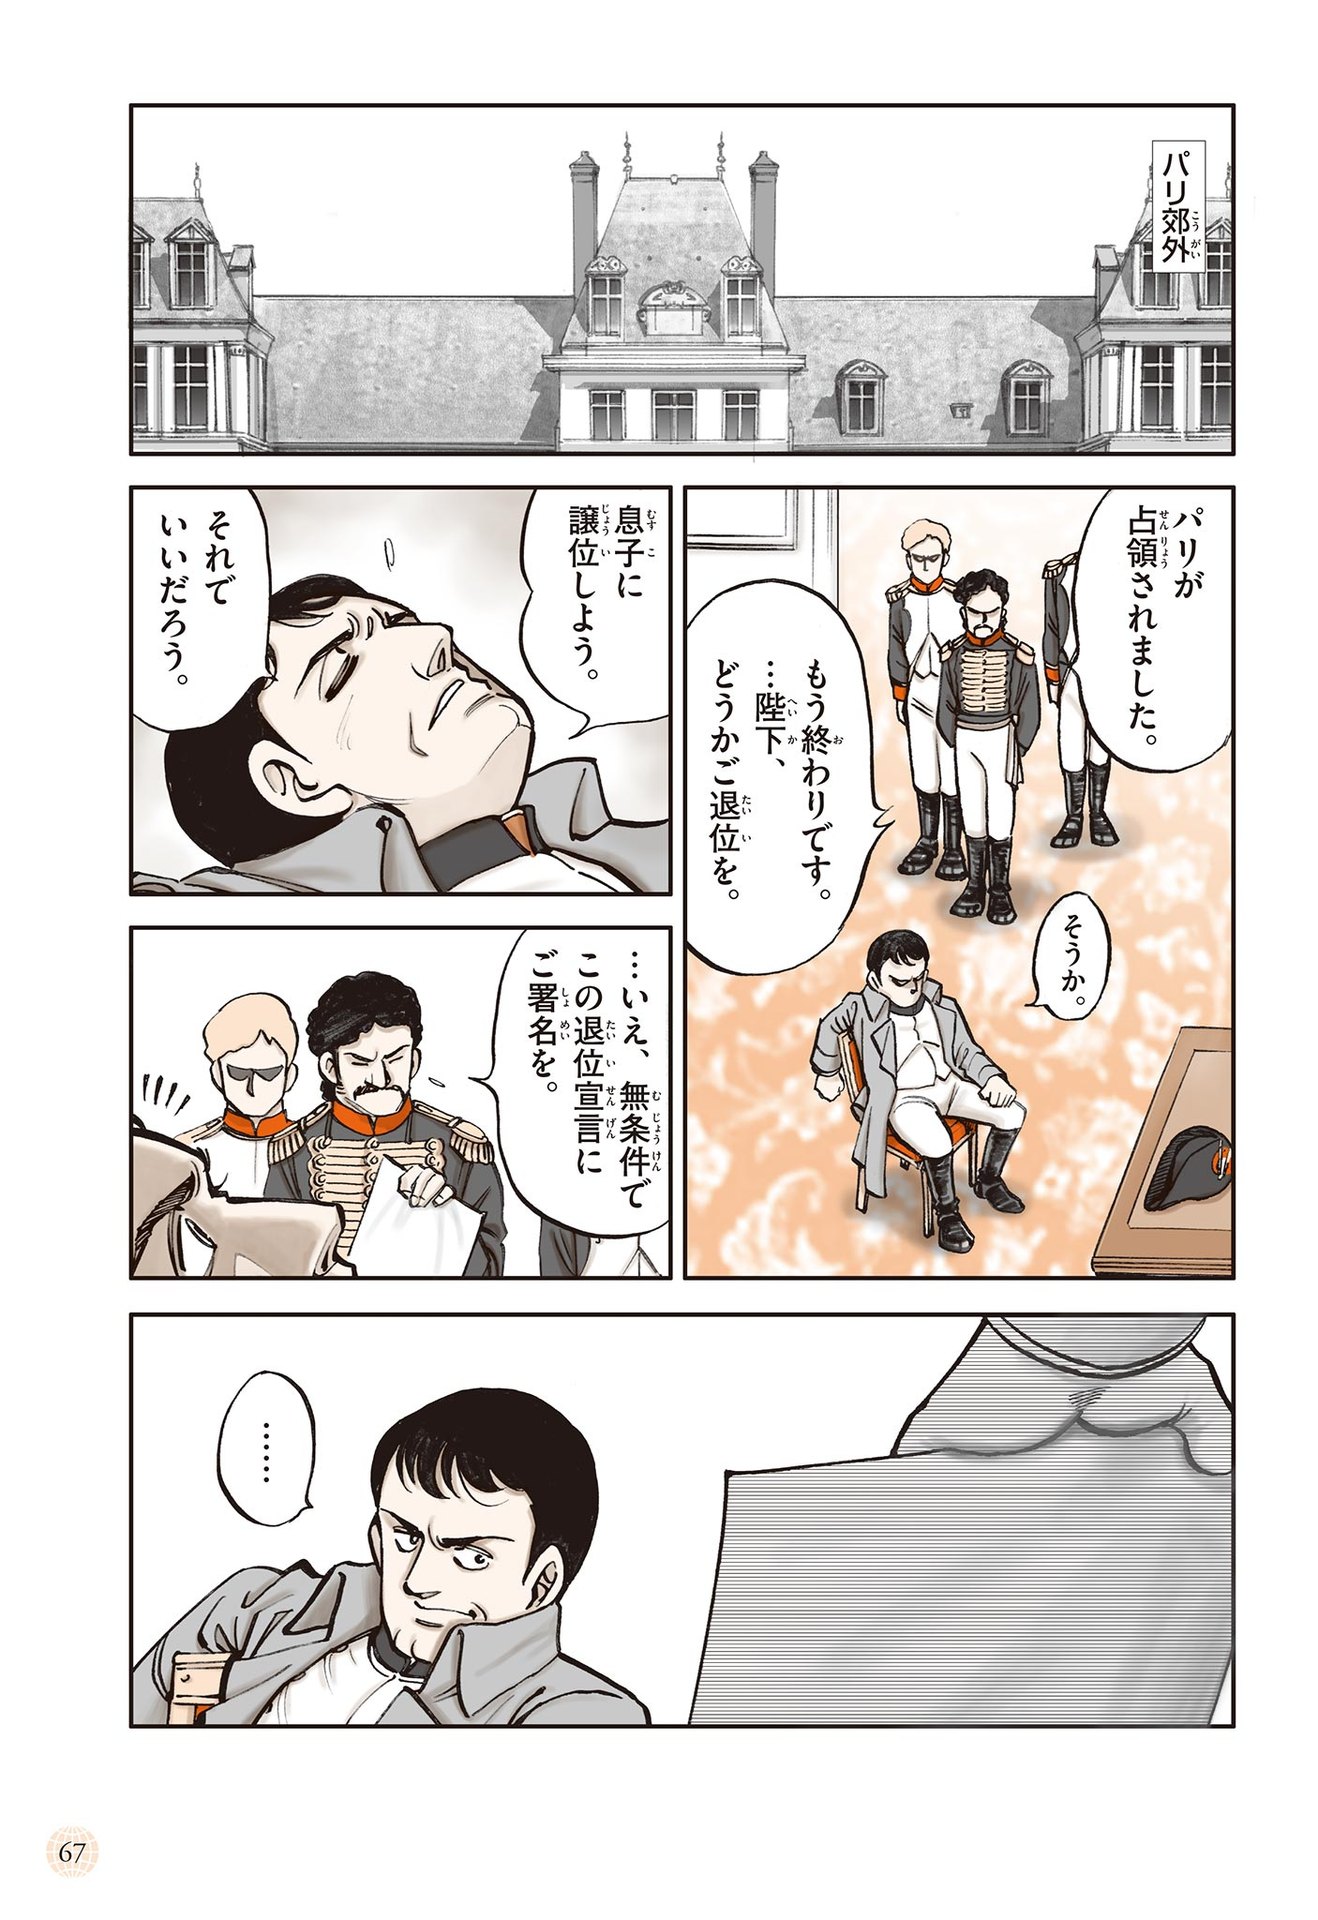 パリ郊外
パリが
占領されました。
もう終わりです。
…陛下、
どうかご退位を。
そうか。
息子に
譲位しよう。
それで
いいだろう。
…いえ、無条件で
この退位宣言に
ご署名を。
……
67